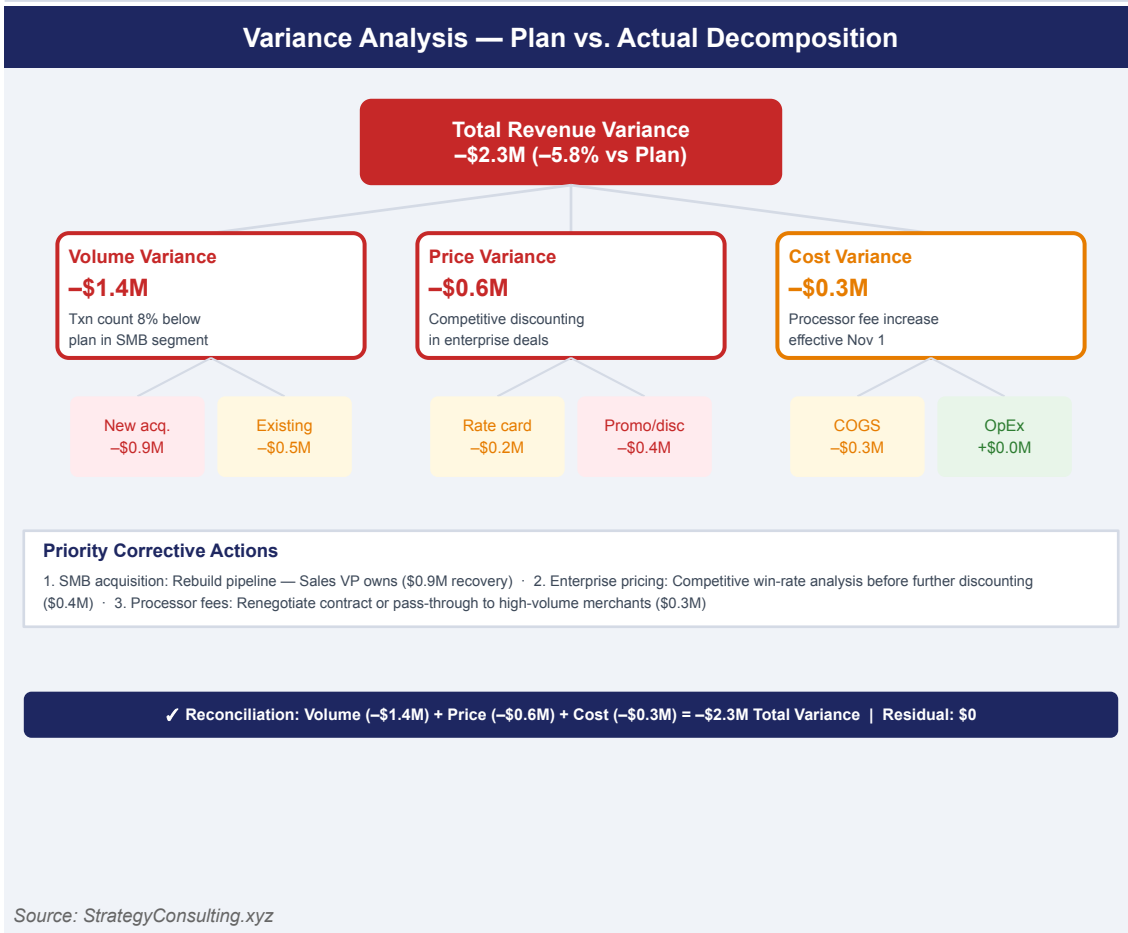 Variance Analysis — Plan vs. Actual Decomposition
Total Revenue Variance
–$2.3M (–5.8% vs Plan)
Volume Variance
–$1.4M
Txn count 8% below
plan in SMB segment
Price Variance
–$0.6M
Competitive discounting
in enterprise deals
Cost Variance
–$0.3M
Processor fee increase
effective Nov 1
New acq.
–$0.9M
Existing
–$0.5M
Rate card
–$0.2M
Promo/disc
–$0.4M
COGS
–$0.3M
OpEx
+$0.0M
Priority Corrective Actions
1. SMB acquisition: Rebuild pipeline — Sales VP owns ($0.9M recovery) · 2. Enterprise pricing: Competitive win-rate analysis before further discounting
($0.4M) · 3. Processor fees: Renegotiate contract or pass-through to high-volume merchants ($0.3M)
✓ Reconciliation: Volume (–$1.4M) + Price (–$0.6M) + Cost (–$0.3M) = –$2.3M Total Variance | Residual: $0
Source: StrategyConsulting.xyz